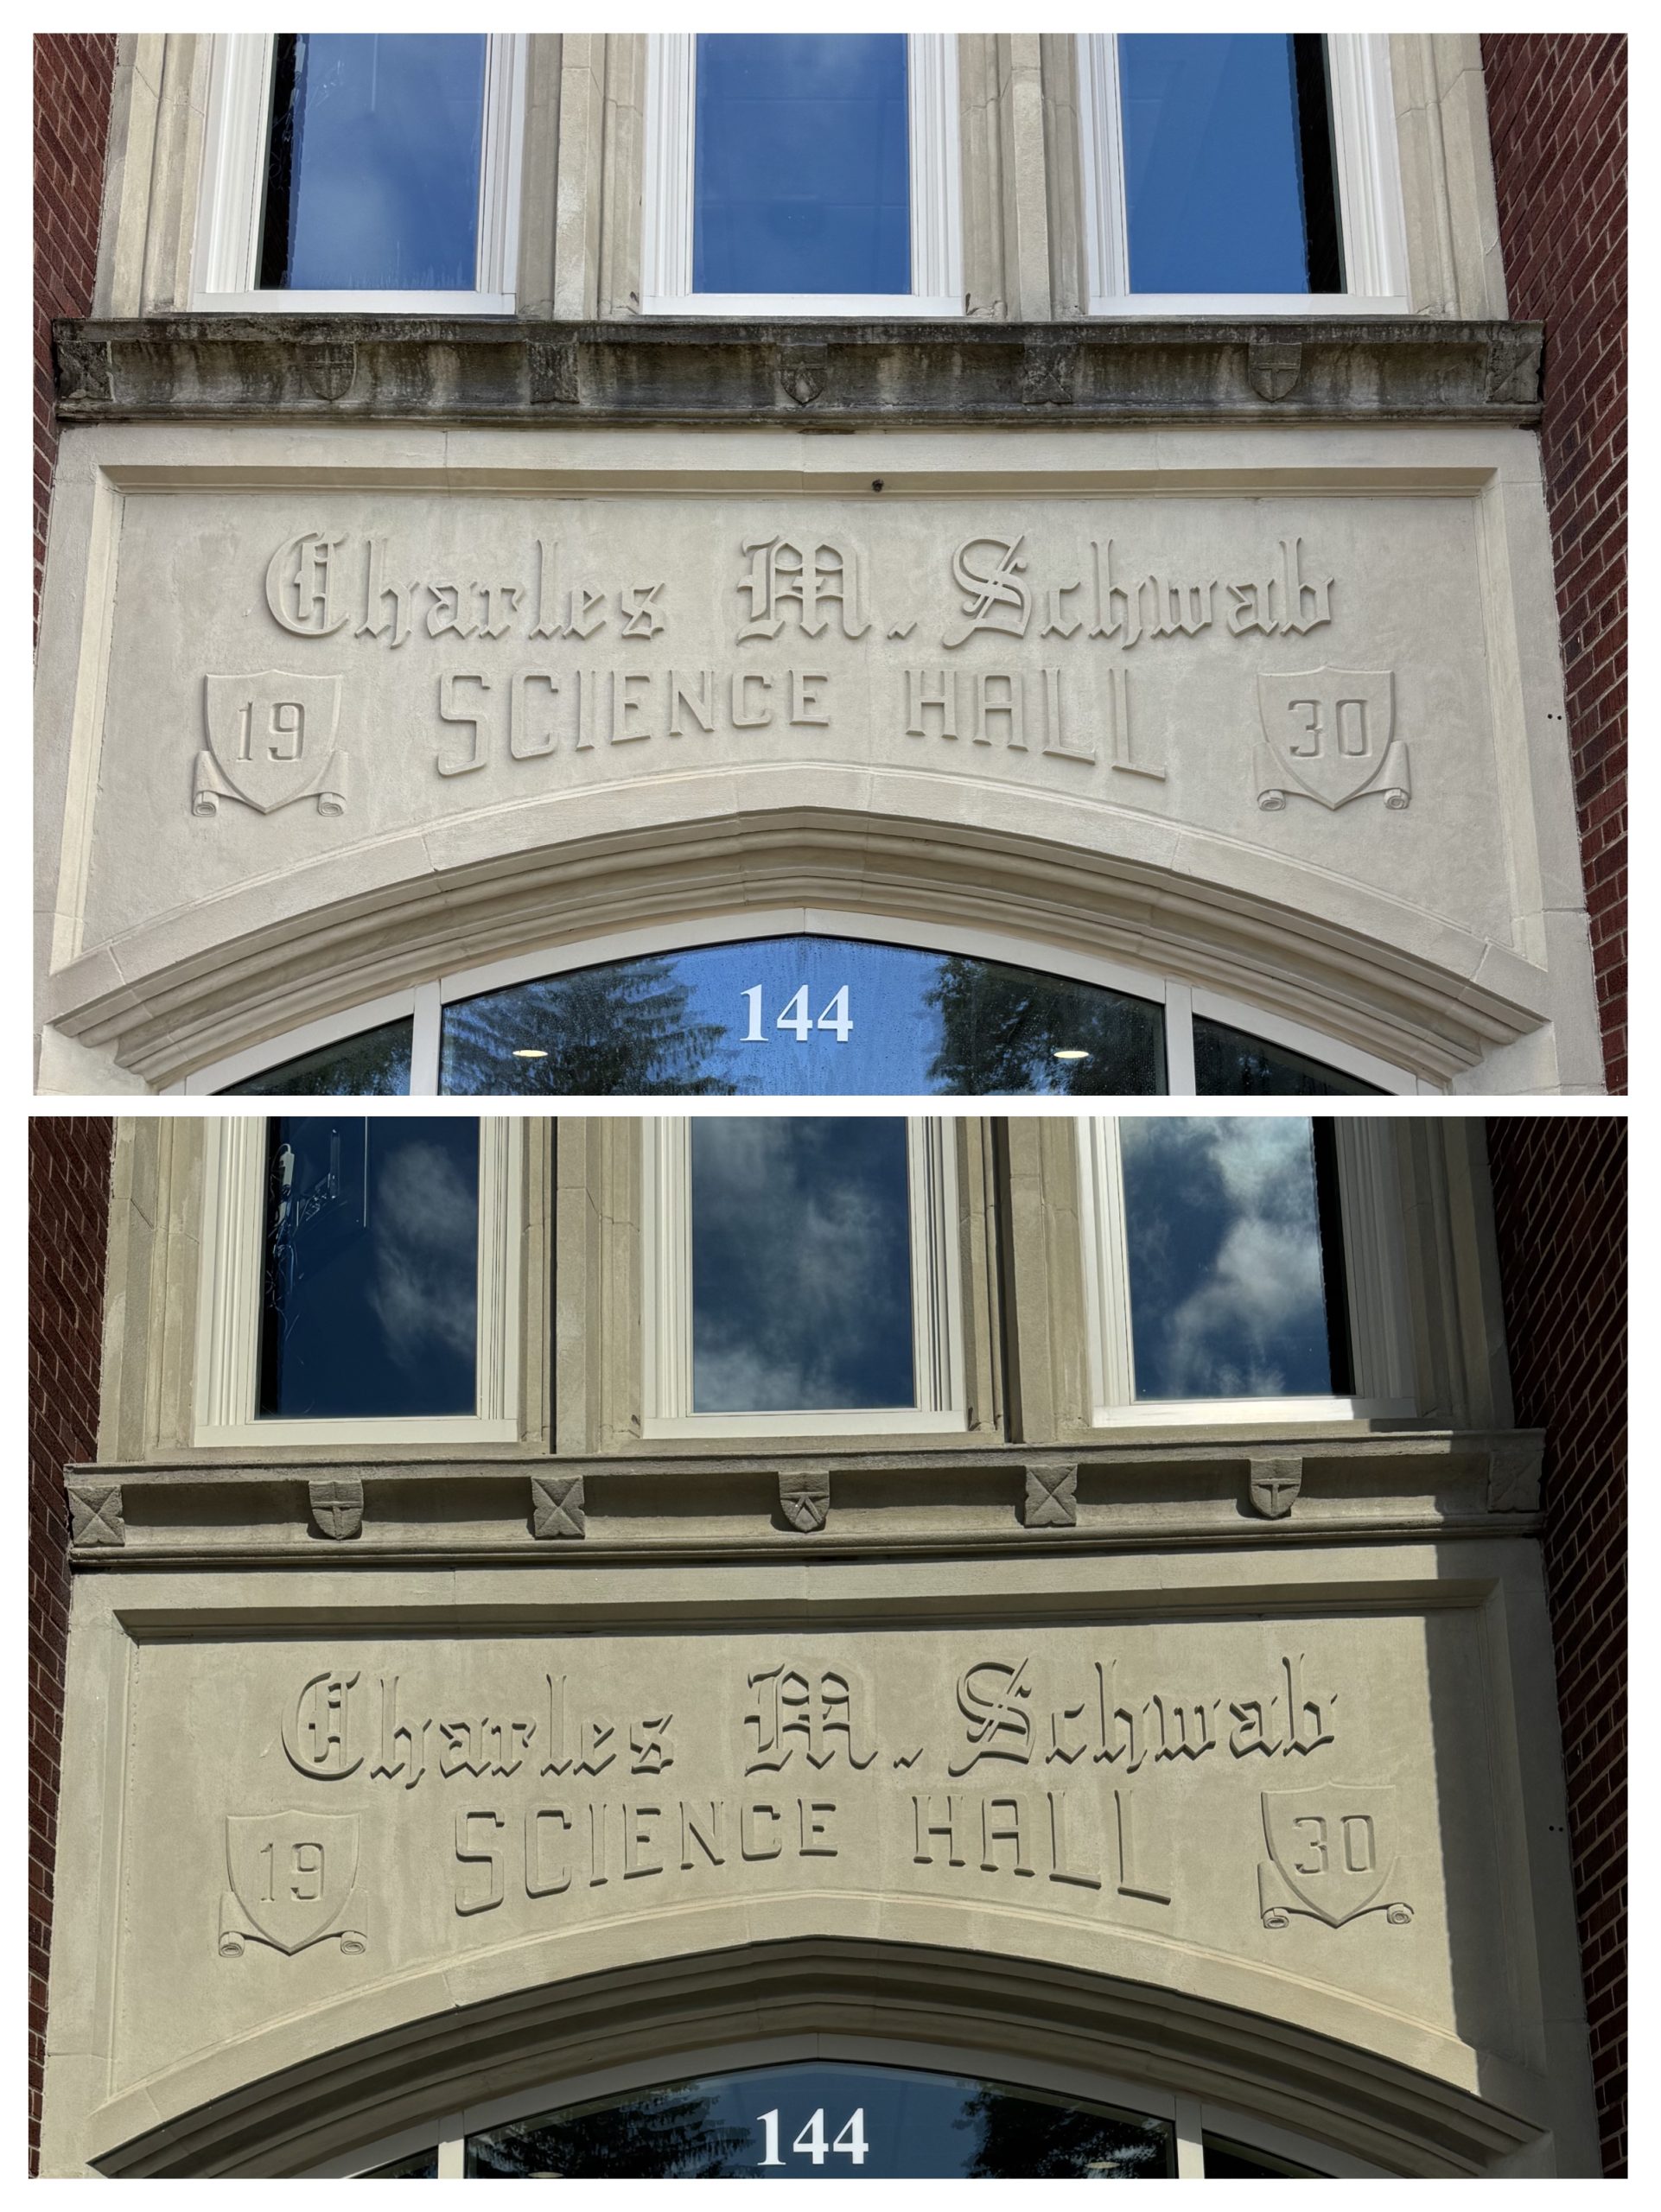 Charles M. Schwab
SCIENCE HALL
19 30
144
Charles M. Schwab
SCIENCE HALL
19 30
144